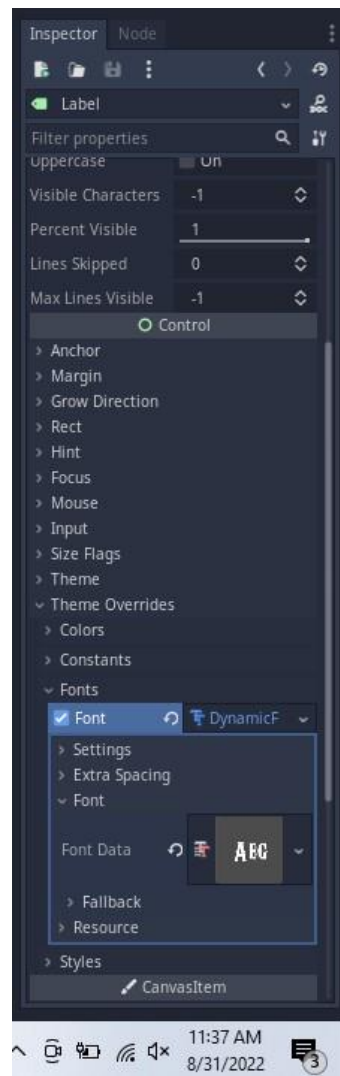 Inspector Node
Label
Filter properties
Uppercase On
Visible Characters -1
Percent Visible 1
Lines Skipped 0
Max Lines Visible -1
Control
Anchor
Margin
Grow Direction
Rect
Hint
Focus
Mouse
Input
Size Flags
Theme
Theme Overrides
Colors
Constants
Fonts
Font DynamicF
Settings
Extra Spacing
Font
Font Data ABC
Fallback
Resource
Styles
CanvasItem
11:37 AM
8/31/2022 3